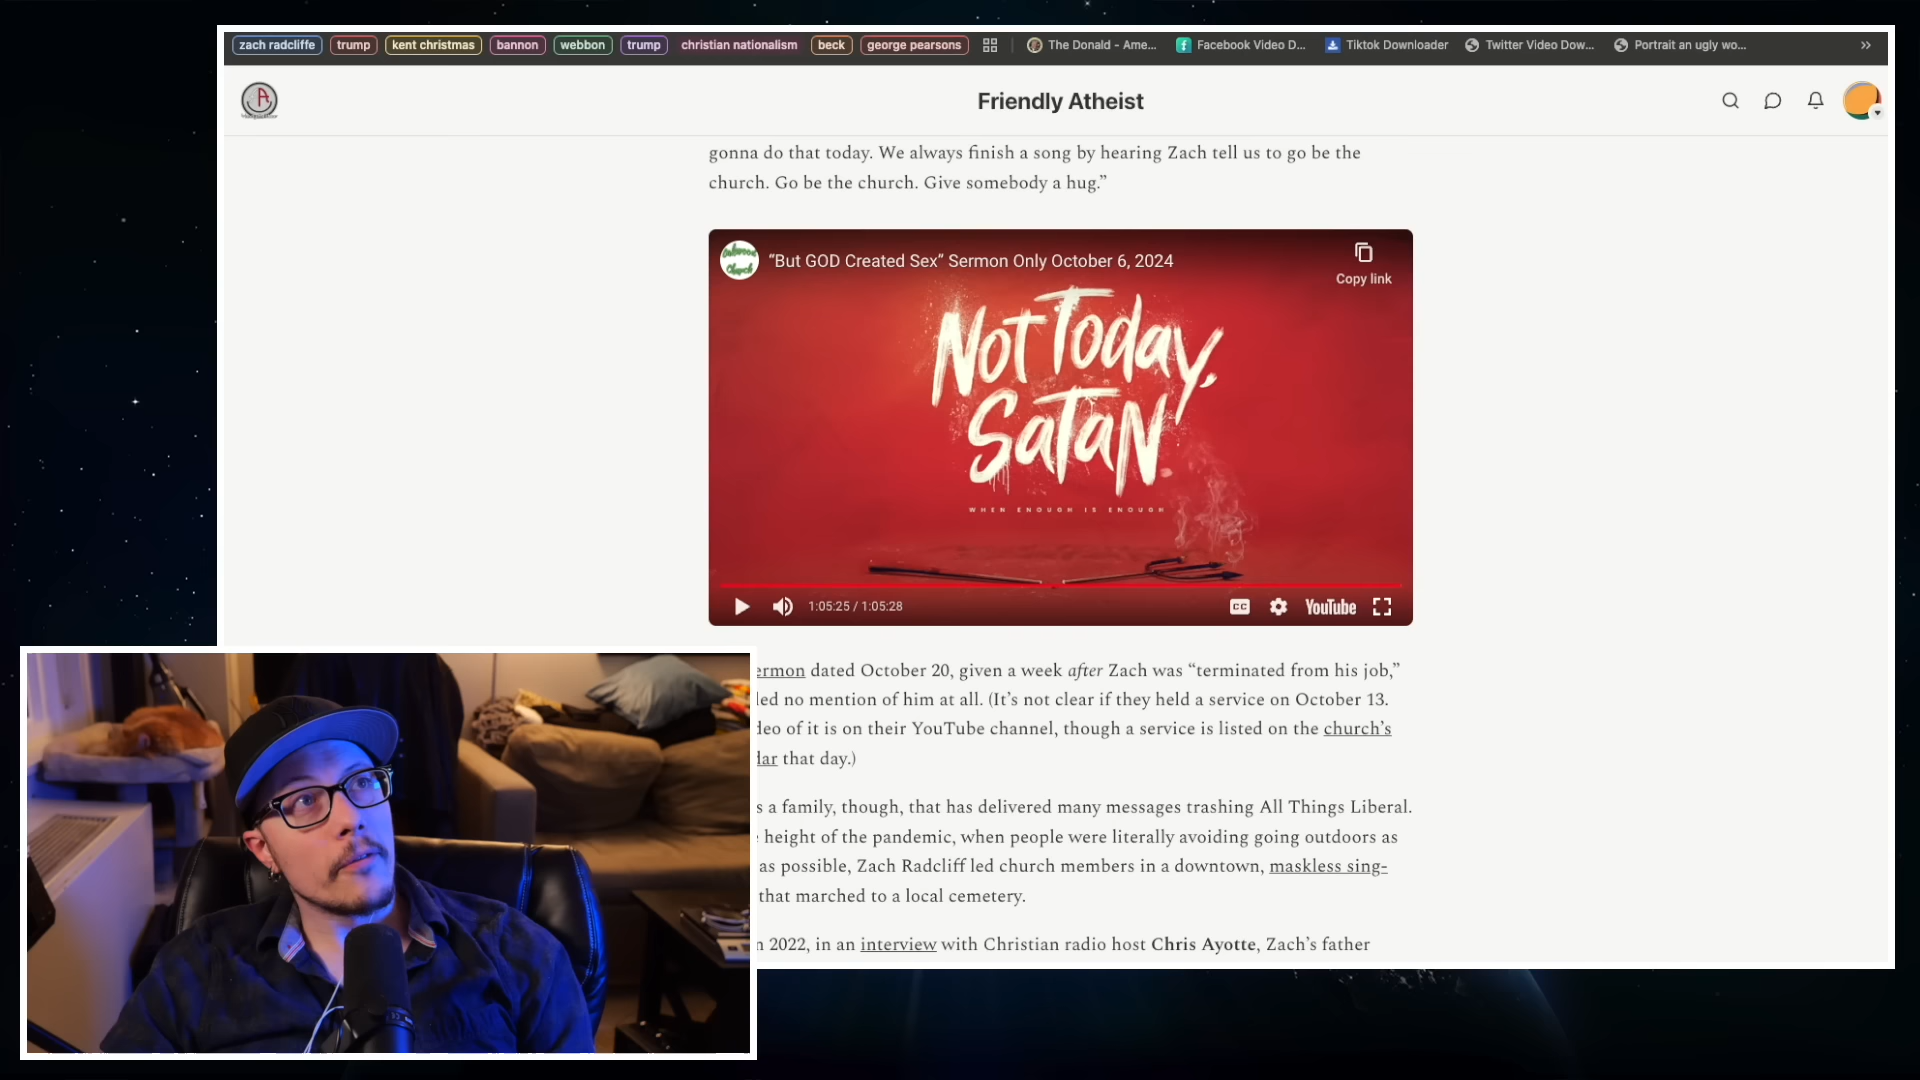 zach radcliffe trump kent christmas bannon webbon trump christian nationalism beck george pearsons The Donald - Ame... Facebook Video D... Tiktok Downloader Twitter Video Dow... Portrait an ugly wo...
Friendly Atheist
gonna do that today. We always finish a song by hearing Zach tell us to go be the
church. Go be the church. Give somebody a hug.”
“But GOD Created Sex” Sermon Only October 6, 2024
Copy link
Oakwood
Church
NOT TODAY,
SATAN
WHEN ENOUGH IS ENOUGH
1:05:25 / 1:05:28
CC
YouTube
ermon dated October 20, given a week after Zach was “terminated from his job,”
led no mention of him at all. (It’s not clear if they held a service on October 13.
deo of it is on their YouTube channel, though a service is listed on the church’s
dar that day.)
s a family, though, that has delivered many messages trashing All Things Liberal.
height of the pandemic, when people were literally avoiding going outdoors as
as possible, Zach Radcliff led church members in a downtown, maskless sing-
that marched to a local cemetery.
n 2022, in an interview with Christian radio host Chris Ayotte, Zach’s father